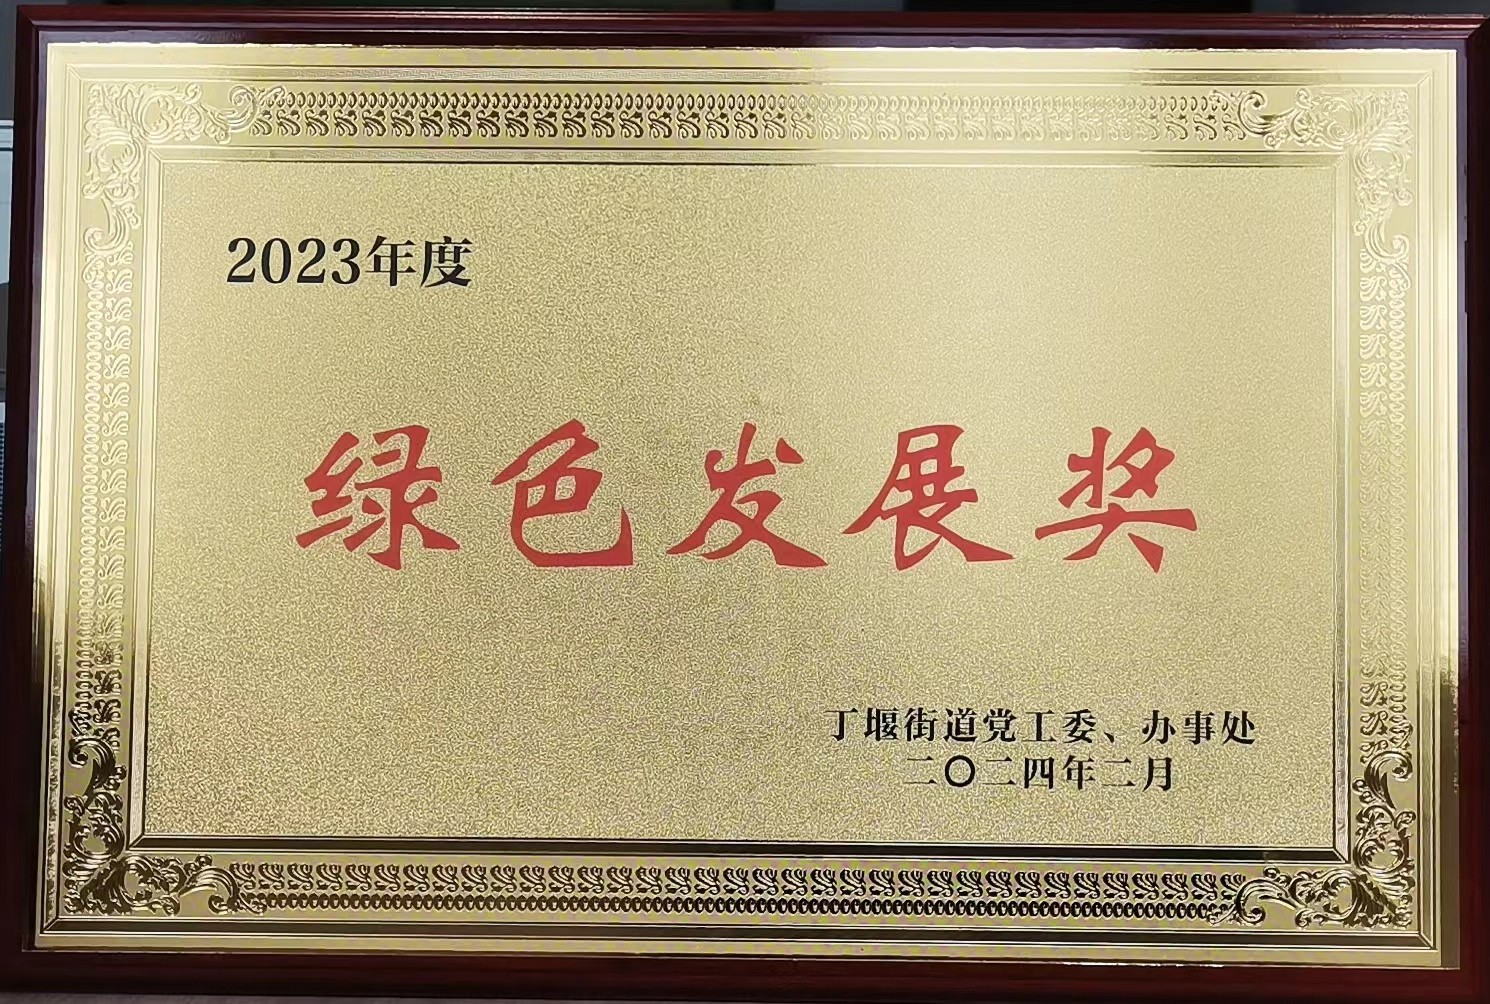 2023年度
绿色发展奖
丁堰街道党工委、办事处
二〇二四年二月